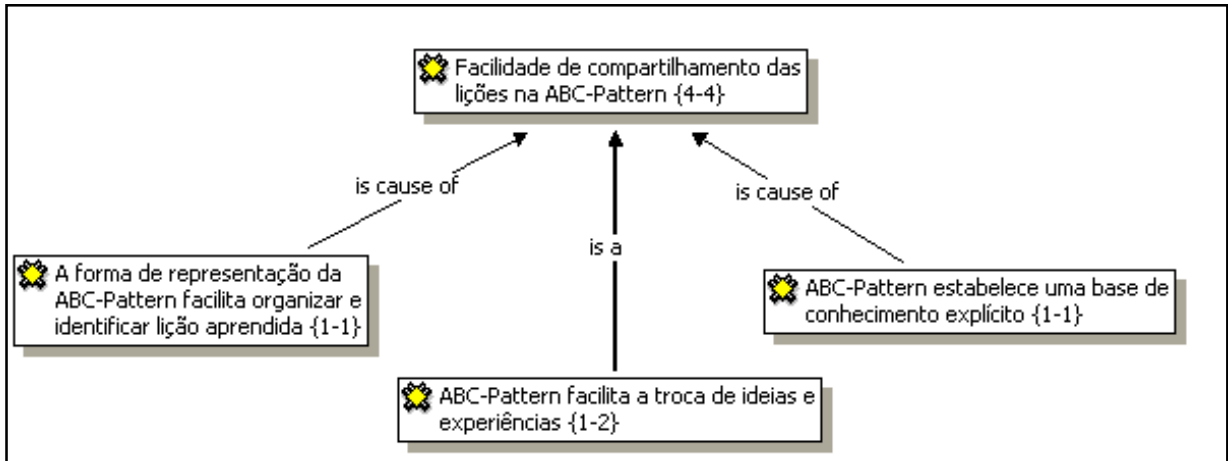 Facilidade de compartilhamento das
lições na ABC-Pattern {4-4}
is cause of
is cause of
is a
A forma de representação da
ABC-Pattern facilita organizar e
identificar lição aprendida {1-1}
ABC-Pattern estabelece uma base de
conhecimento explícito {1-1}
ABC-Pattern facilita a troca de ideias e
experiências {1-2}